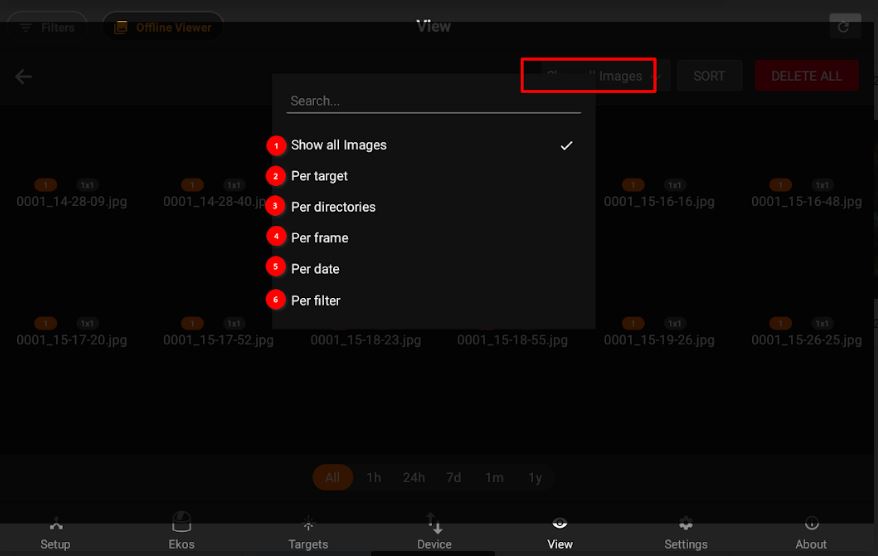 Filters
Offline Viewer
View
Show all Images
SORT
DELETE ALL
Search...
1 Show all Images
2 Per target
3 Per directories
4 Per frame
5 Per date
6 Per filter
1 1x1 1 1x1 1 1x1 1 1x1
0001_14-28-09.jpg 0001_14-28-40.jp 0001_15-16-16.jpg 0001_15-16-48.jpg
1 1x1 1 1x1 1 1x1 1 1x1
0001_15-17-20.jpg 0001_15-17-52.jpg 0001_15-18-23.jpg 0001_15-18-55.jpg 0001_15-19-26.jpg 0001_15-26-25.jpg
All 1h 24h 7d 1m 1y
Setup Ekos Targets Device View Settings About